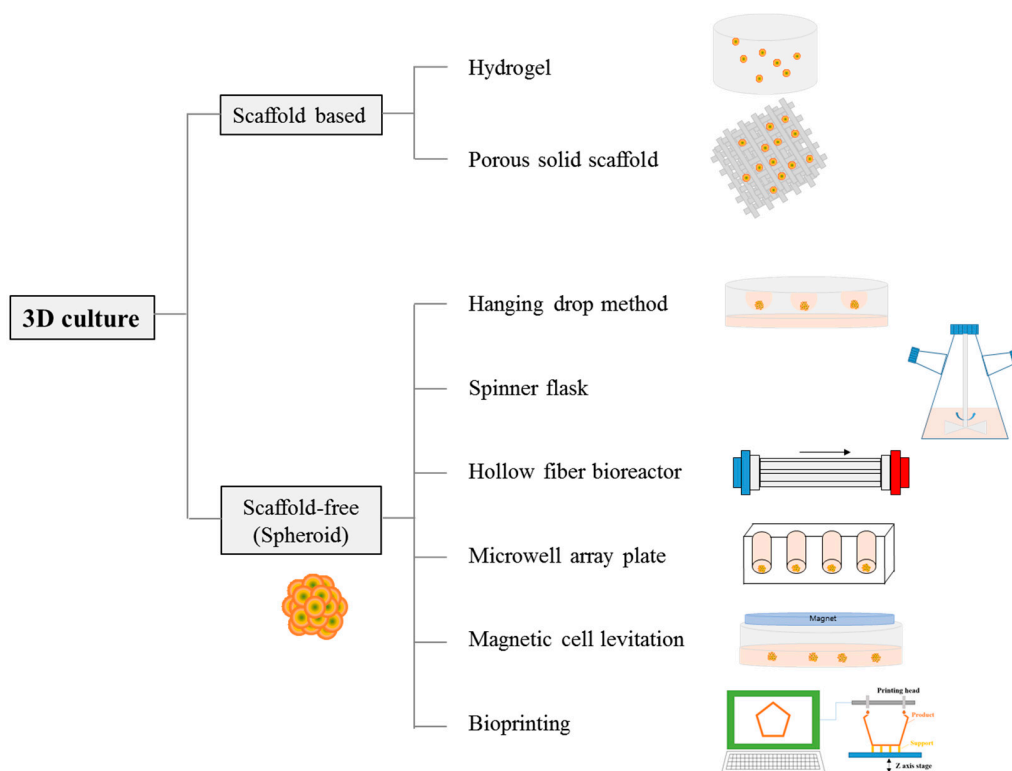 Hydrogel
Scaffold based
Porous solid scaffold
3D culture
Hanging drop method
Spinner flask
Hollow fiber bioreactor
Scaffold-free
(Spheroid)
Microwell array plate
Magnet
Magnetic cell levitation
Printing head
Bioprinting
Product
Support
Z axis stage